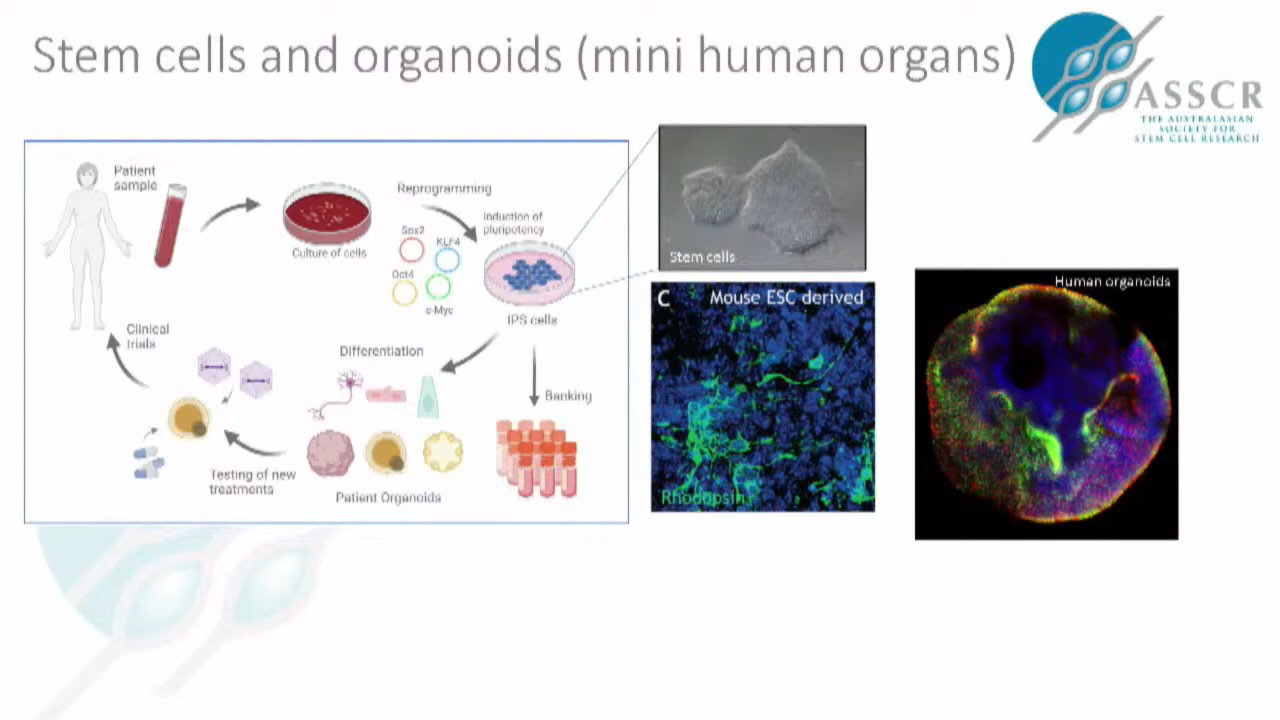 Stem cells and organoids (mini human organs)
ASSCR
THE AUSTRALASIAN
SOCIETY FOR
STEM CELL RESEARCH
Patient
sample
Culture of cells
Reprogramming
Sox2
KLF4
Oct4
c-Myc
Induction of
pluripotency
IPS cells
Differentiation
Banking
Patient Organoids
Testing of new
treatments
Clinical
trials
Stem cells
C Mouse ESC derived
Rhodopsin
Human organoids